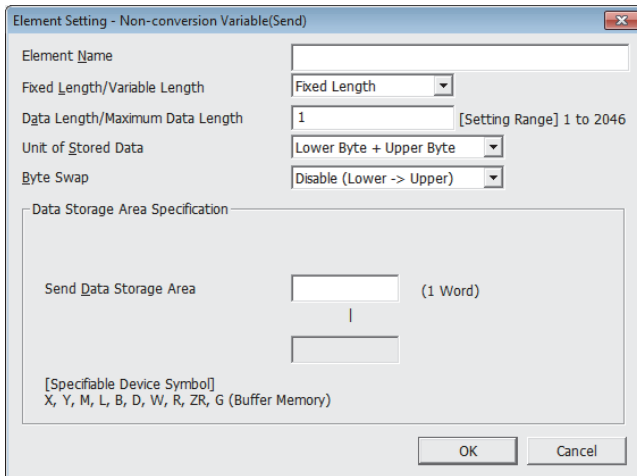 Element Setting - Non-conversion Variable(Send)
Element Name
Fixed Length/Variable Length Fixed Length
Data Length/Maximum Data Length 1 [Setting Range] 1 to 2046
Unit of Stored Data Lower Byte + Upper Byte
Byte Swap Disable (Lower -> Upper)
Data Storage Area Specification
Send Data Storage Area (1 Word)
|
[Specifiable Device Symbol]
X, Y, M, L, B, D, W, R, ZR, G (Buffer Memory)
OK Cancel